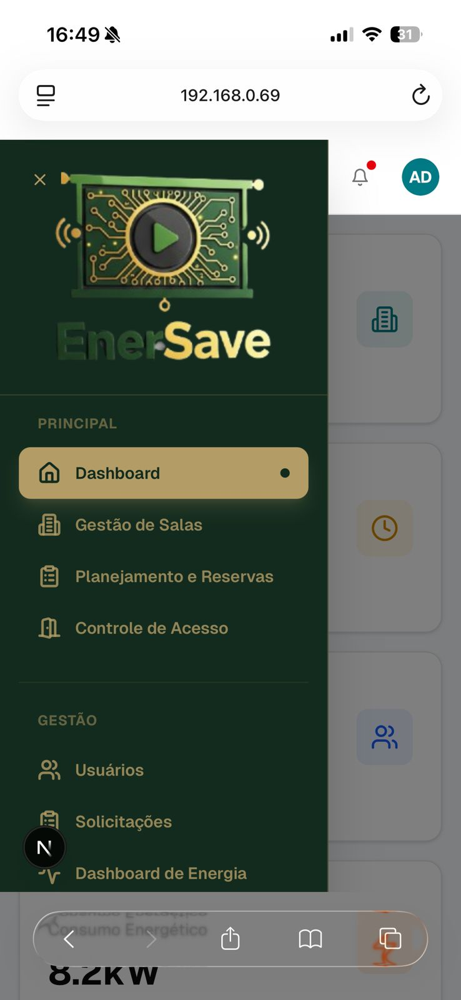 16:49
31
192.168.0.69
AD
EnerSave
PRINCIPAL
Dashboard
Gestão de Salas
Planejamento e Reservas
Controle de Acesso
GESTÃO
Usuários
Solicitações
N
Dashboard de Energia
Consumo Energético
8.2kW